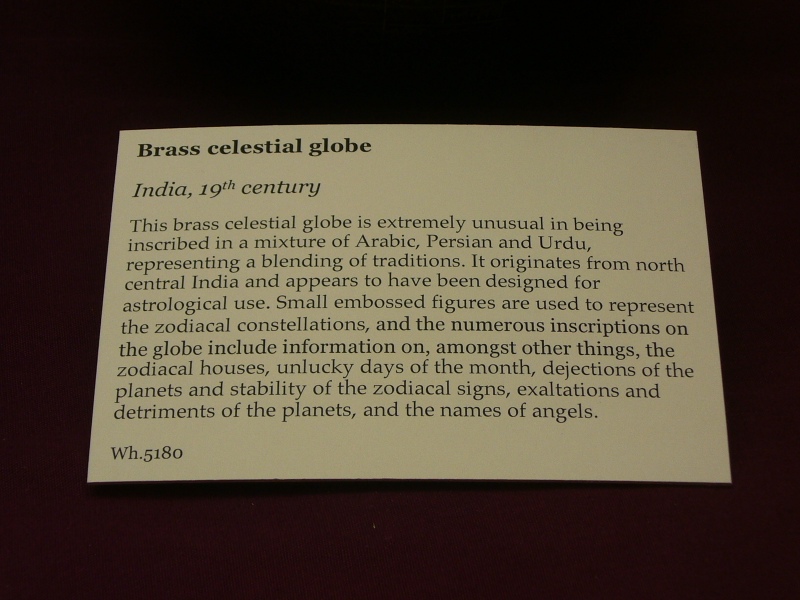 Brass celestial globe
India, 19th century
This brass celestial globe is extremely unusual in being
inscribed in a mixture of Arabic, Persian and Urdu,
representing a blending of traditions. It originates from north
central India and appears to have been designed for
astrological use. Small embossed figures are used to represent
the zodiacal constellations, and the numerous inscriptions on
the globe include information on, amongst other things, the
zodiacal houses, unlucky days of the month, dejections of the
planets and stability of the zodiacal signs, exaltations and
detriments of the planets, and the names of angels.
Wh.5180